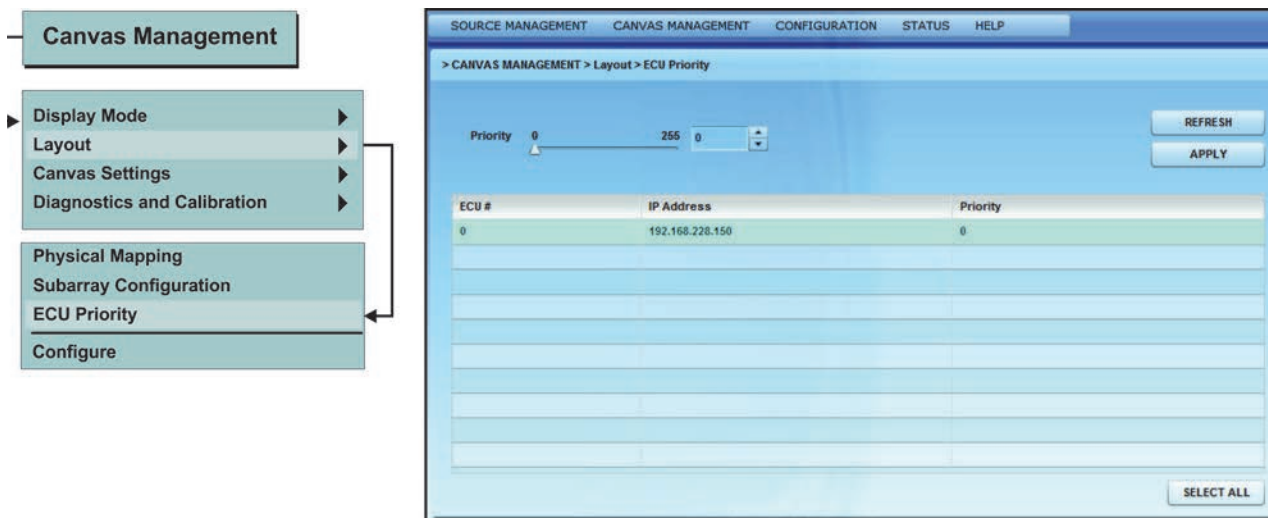 Canvas Management
Display Mode
Layout
Canvas Settings
Diagnostics and Calibration
Physical Mapping
Subarray Configuration
ECU Priority
Configure
SOURCE MANAGEMENT CANVAS MANAGEMENT CONFIGURATION STATUS HELP
> CANVAS MANAGEMENT > Layout > ECU Priority
Priority 0 255 0
REFRESH
APPLY
ECU # IP Address Priority
0 192.168.228.150 0
SELECT ALL